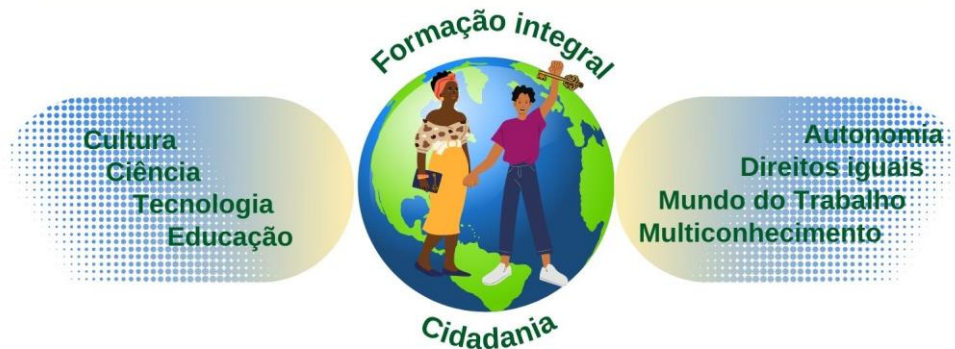 Formação integral
Cultura
Ciência
Tecnologia
Educação
Autonomia
Direitos iguais
Mundo do Trabalho
Multiconhecimento
Cidadania